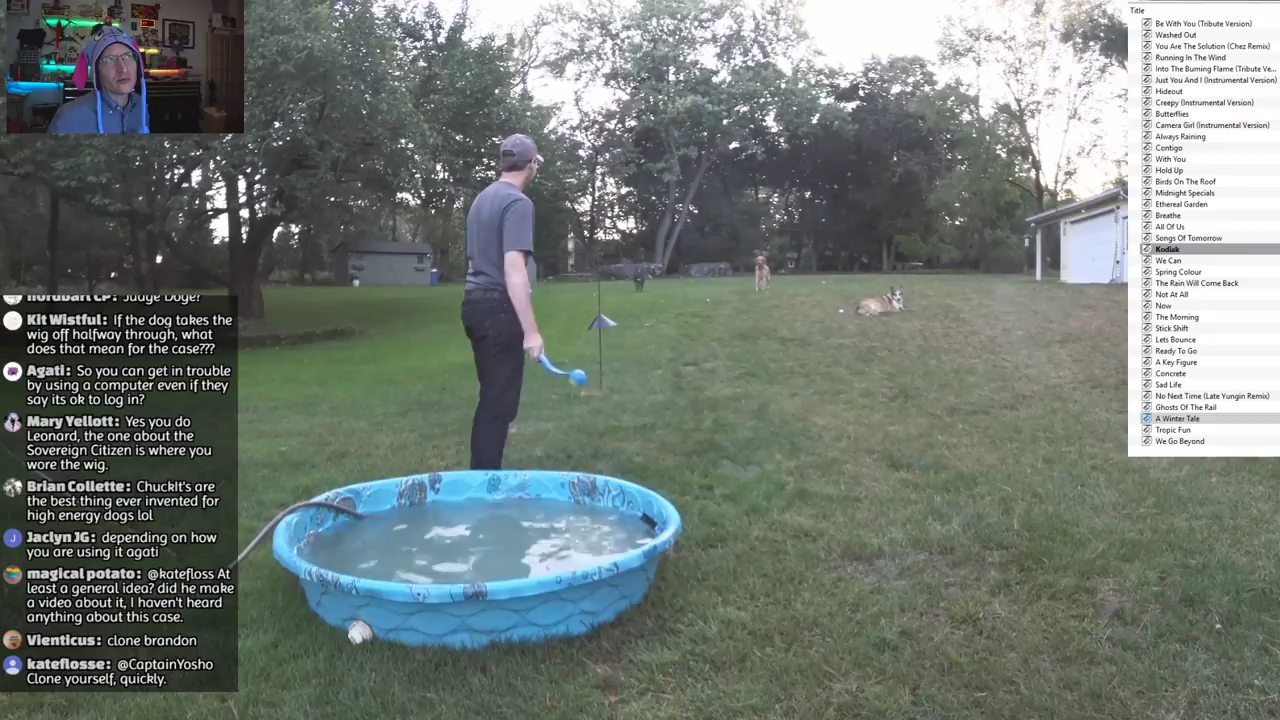 nordbart CP: Judge Doge?
Kit Wistful: If the dog takes the
wig off halfway through, what
does that mean for the case???
Agati: So you can get in trouble
by using a computer even if they
say its ok to log in?
Mary Yellott: Yes you do
Leonard, the one about the
Sovereign Citizen is where you
wore the wig.
Brian Collette: ChuckIt's are
the best thing ever invented for
high energy dogs lol
Jaclyn JG: depending on how
you are using it agati
magical potato: @katefloss At
least a general idea? did he make
a video about it, I haven't heard
anything about this case.
Vienticus: clone brandon
kateflosse: @CaptainYosho
Clone yourself, quickly.
Title
Be With You (Tribute Version)
Washed Out
You Are The Solution (Chez Remix)
Running In The Wind
Into The Burning Flame (Tribute Ve...
Just You And I (Instrumental Version)
Hideout
Creepy (Instrumental Version)
Butterflies
Camera Girl (Instrumental Version)
Always Raining
Contigo
With You
Hold Up
Birds On The Roof
Midnight Specials
Ethereal Garden
Breathe
All Of Us
Songs Of Tomorrow
Kodiak
We Can
Spring Colour
The Rain Will Come Back
Not At All
Now
The Morning
Stick Shift
Lets Bounce
Ready To Go
A Key Figure
Concrete
Sad Life
No Next Time (Late Yungin Remix)
Ghosts Of The Rail
A Winter Tale
Tropic Fun
We Go Beyond